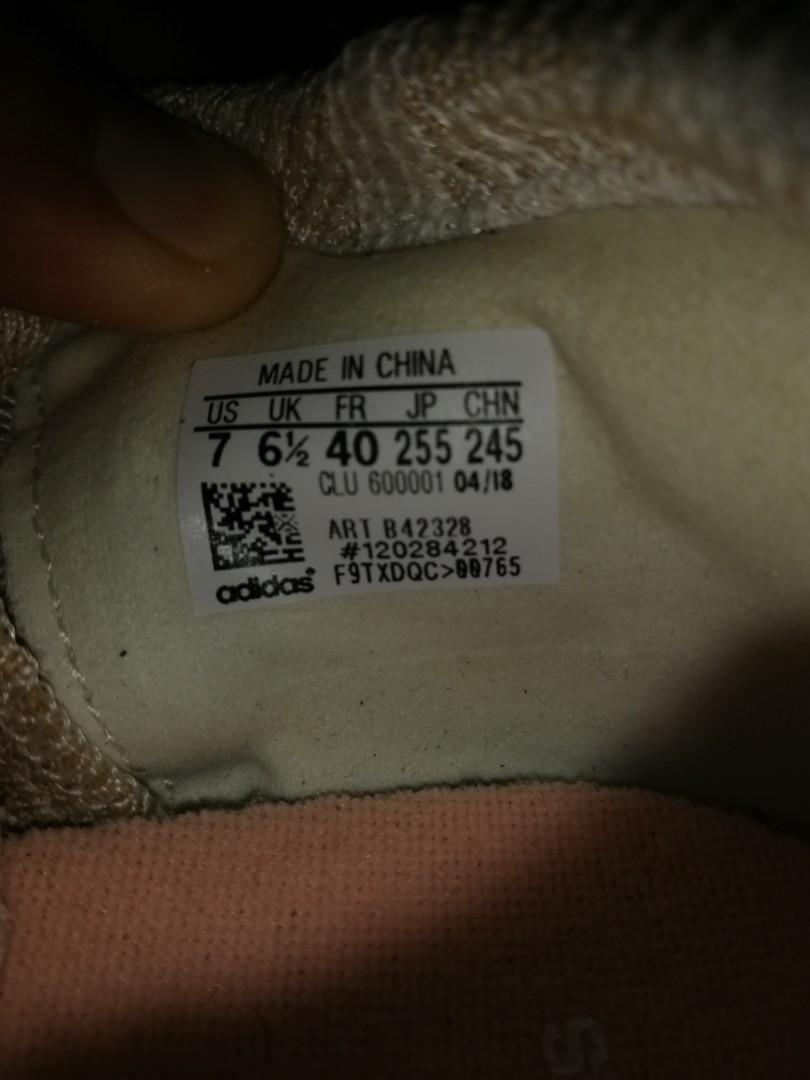 MADE IN CHINA
US UK FR JP CHN
7 6½ 40 255 245
CLU 600001 04/18
ART B42328
#120284212
F9TXDQC>00765
adidas
S